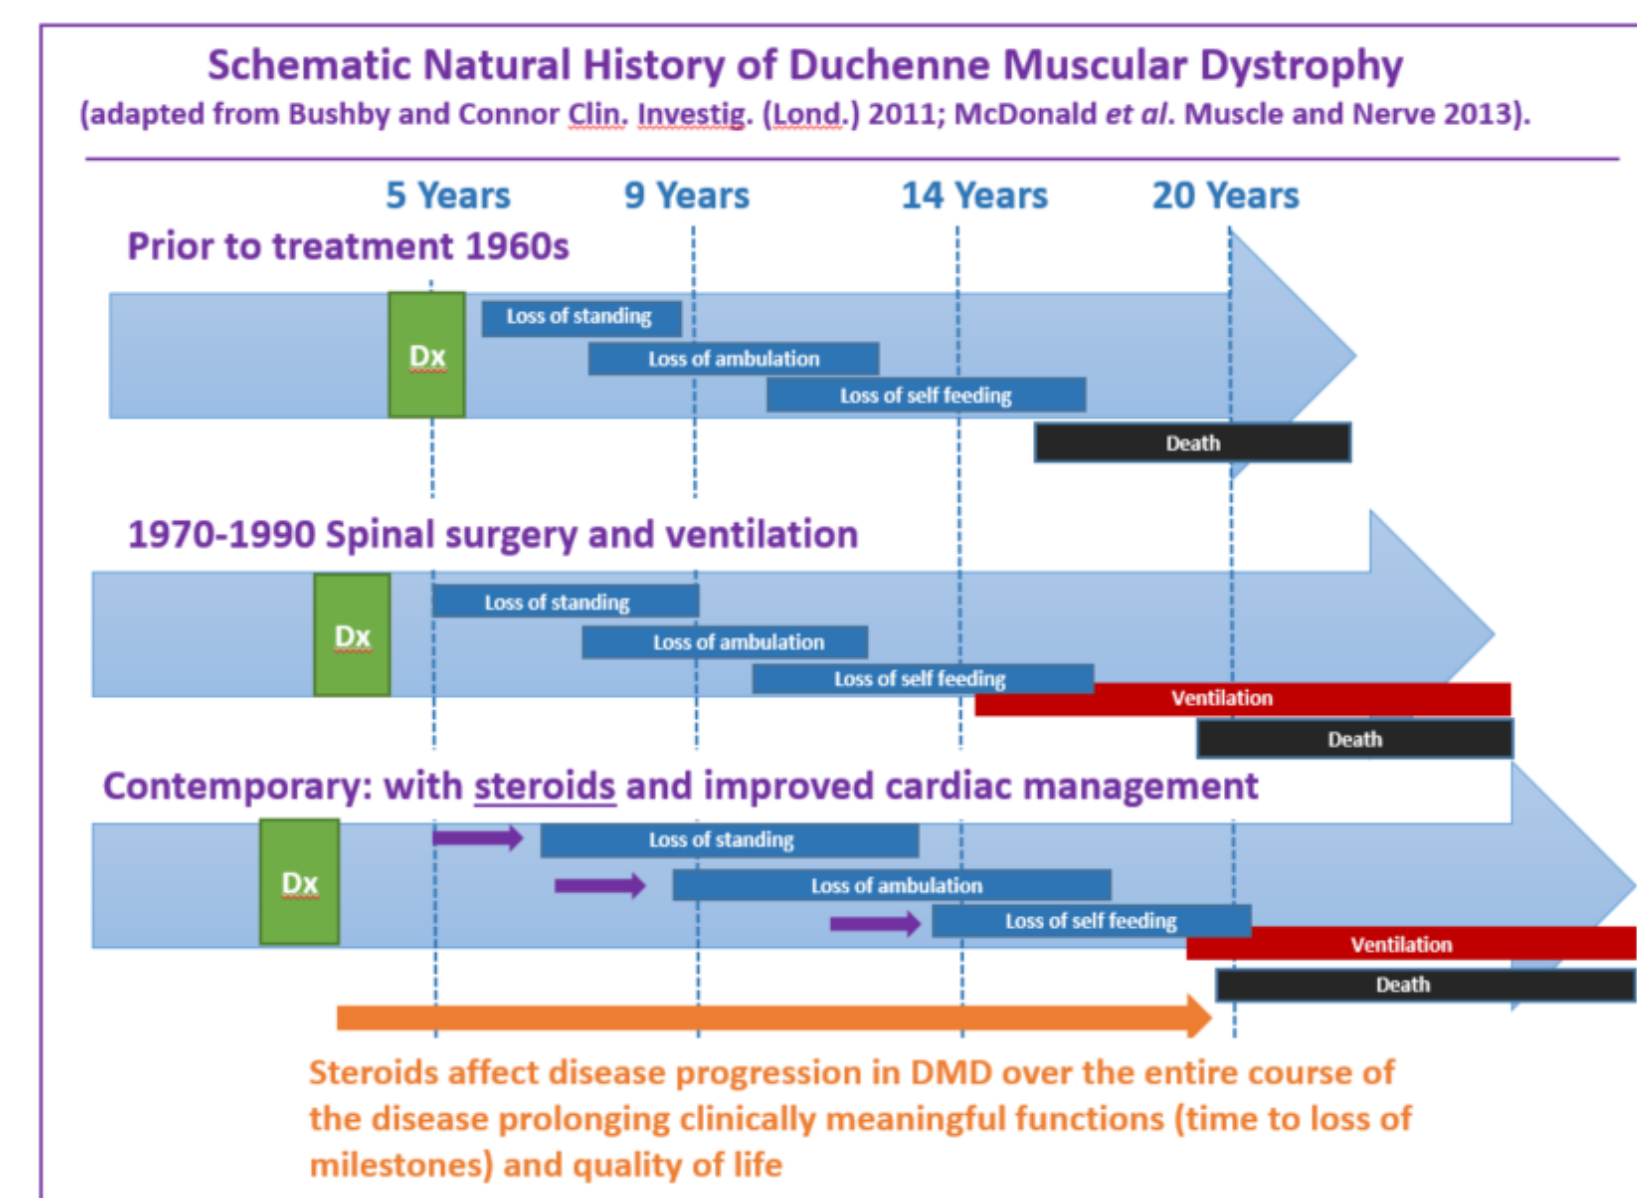 Schematic Natural History of Duchenne Muscular Dystrophy
(adapted from Bushby and Connor Clin. Investig. (Lond.) 2011; McDonald et al. Muscle and Nerve 2013).
5 Years 9 Years 14 Years 20 Years
Prior to treatment 1960s
Loss of standing
Dx
Loss of ambulation
Loss of self feeding
Death
1970-1990 Spinal surgery and ventilation
Loss of standing
Dx
Loss of ambulation
Loss of self feeding
Ventilation
Death
Contemporary: with steroids and improved cardiac management
Loss of standing
Dx
Loss of ambulation
Loss of self feeding
Ventilation
Death
Steroids affect disease progression in DMD over the entire course of
the disease prolonging clinically meaningful functions (time to loss of
milestones) and quality of life